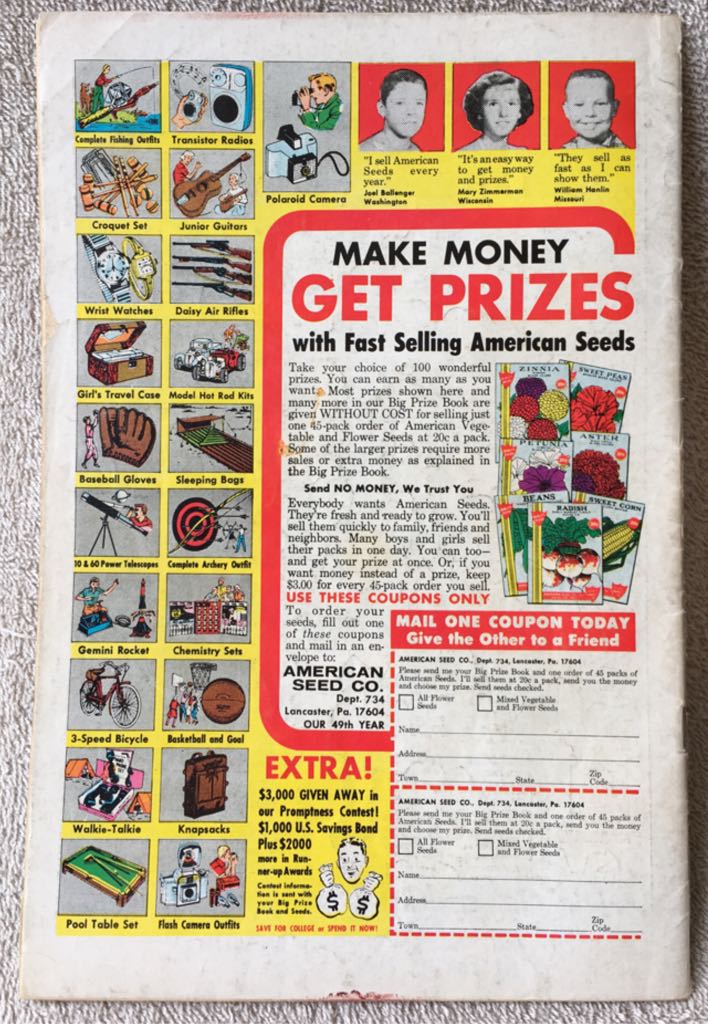 Complete Fishing Outfits
Transistor Radios
Polaroid Camera
"I sell American
Seeds every
year."
Joel Ballenger
Washington
"It's an easy way
to get money
and prizes."
Mary Zimmerman
Wisconsin
"They sell as
fast as I can
show them."
William Hanlin
Missouri
Croquet Set
Junior Guitars
Wrist Watches
Daisy Air Rifles
Girl's Travel Case
Model Hot Rod Kits
Baseball Gloves
Sleeping Bags
10 & 60 Power Telescopes
Complete Archery Outfit
Gemini Rocket
Chemistry Sets
3-Speed Bicycle
Basketball and Goal
Walkie-Talkie
Knapsacks
Pool Table Set
Flash Camera Outfits
MAKE MONEY
GET PRIZES
with Fast Selling American Seeds
Take your choice of 100 wonderful
prizes. You can earn as many as you
want. Most prizes shown here and
many more in our Big Prize Book are
given WITHOUT COST for selling just
one 45-pack order of American Vege-
table and Flower Seeds at 20c a pack.
Some of the larger prizes require more
sales or extra money as explained in
the Big Prize Book.
Send NO MONEY, We Trust You
Everybody wants American Seeds.
They're fresh and ready to grow. You'll
sell them quickly to family, friends and
neighbors. Many boys and girls sell
their packs in one day. You can too—
and get your prize at once. Or, if you
want money instead of a prize, keep
$3.00 for every 45-pack order you sell.
USE THESE COUPONS ONLY
To order your
seeds, fill out one
of these coupons
and mail in an en-
velope to:
AMERICAN
SEED CO.
Dept. 734
Lancaster, Pa. 17604
OUR 49th YEAR
ZINNIA
SWEET PEAS
PETUNIA
ASTER
BEANS
RADISH
SWEET CORN
MAIL ONE COUPON TODAY
Give the Other to a Friend
AMERICAN SEED CO., Dept. 734, Lancaster, Pa. 17604
Please send me your Big Prize Book and one order of 45 packs of
American Seeds. I'll sell them at 20c a pack, send you the money
and choose my prize. Send seeds checked.
All Flower
Seeds
Mixed Vegetable
and Flower Seeds
Name
Address
Town State Zip
Code
AMERICAN SEED CO., Dept. 734, Lancaster, Pa. 17604
Please send me your Big Prize Book and one order of 45 packs of
American Seeds. I'll sell them at 20c a pack, send you the money
and choose my prize. Send seeds checked.
All Flower
Seeds
Mixed Vegetable
and Flower Seeds
Name
Address
Town State Zip
Code
EXTRA!
$3,000 GIVEN AWAY in
our Promptness Contest!
$1,000 U.S. Savings Bond
Plus $2000
more in Run-
ner-up Awards
Contest informa-
tion is sent with
your Big Prize
Book and Seeds.
$ $
SAVE FOR COLLEGE or SPEND IT NOW!